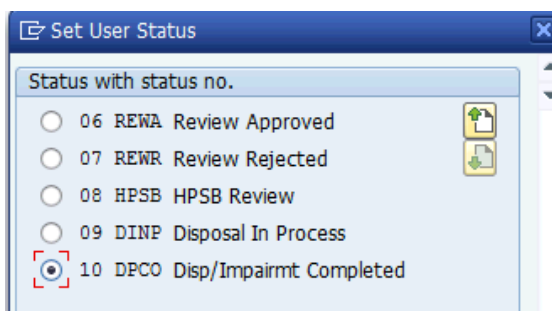 Set User Status
Status with status no.
06 REWA Review Approved
07 REWR Review Rejected
08 HPSB HPSB Review
09 DINP Disposal In Process
10 DPCO Disp/Impairmt Completed